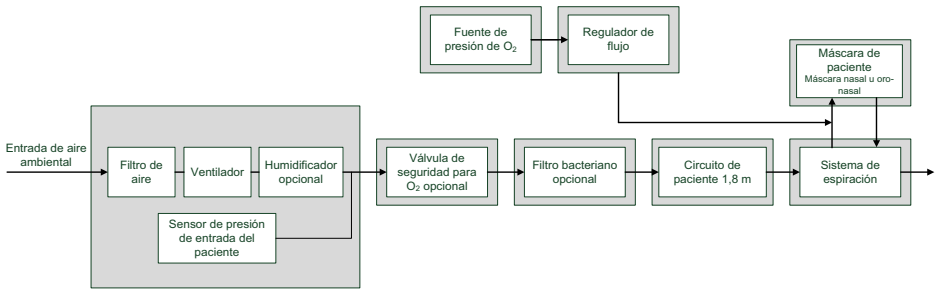 Fuente de
presión de O₂
Regulador de
flujo
Máscara de
paciente
Máscara nasal u oro-
nasal
Entrada de aire
ambiental
Filtro de
aire
Ventilador
Humidificador
opcional
Válvula de
seguridad para
O₂ opcional
Filtro bacteriano
opcional
Circuito de
paciente 1,8 m
Sistema de
espiración
Sensor de presión
de entrada del
paciente